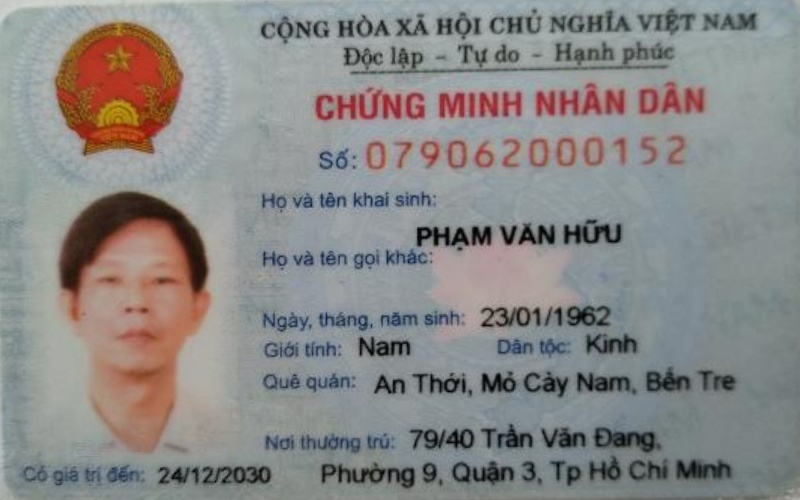 CỘNG HÒA XÃ HỘI CHỦ NGHĨA VIỆT NAM
Độc lập - Tự do - Hạnh phúc
CHỨNG MINH NHÂN DÂN
Số: 079062000152
Họ và tên khai sinh:
PHẠM VĂN HỮU
Họ và tên gọi khác:
Ngày, tháng, năm sinh: 23/01/1962
Giới tính: Nam Dân tộc: Kinh
Quê quán: An Thới, Mỏ Cày Nam, Bến Tre
Nơi thường trú: 79/40 Trần Văn Đang,
Phường 9, Quận 3, Tp Hồ Chí Minh
Có giá trị đến: 24/12/2030